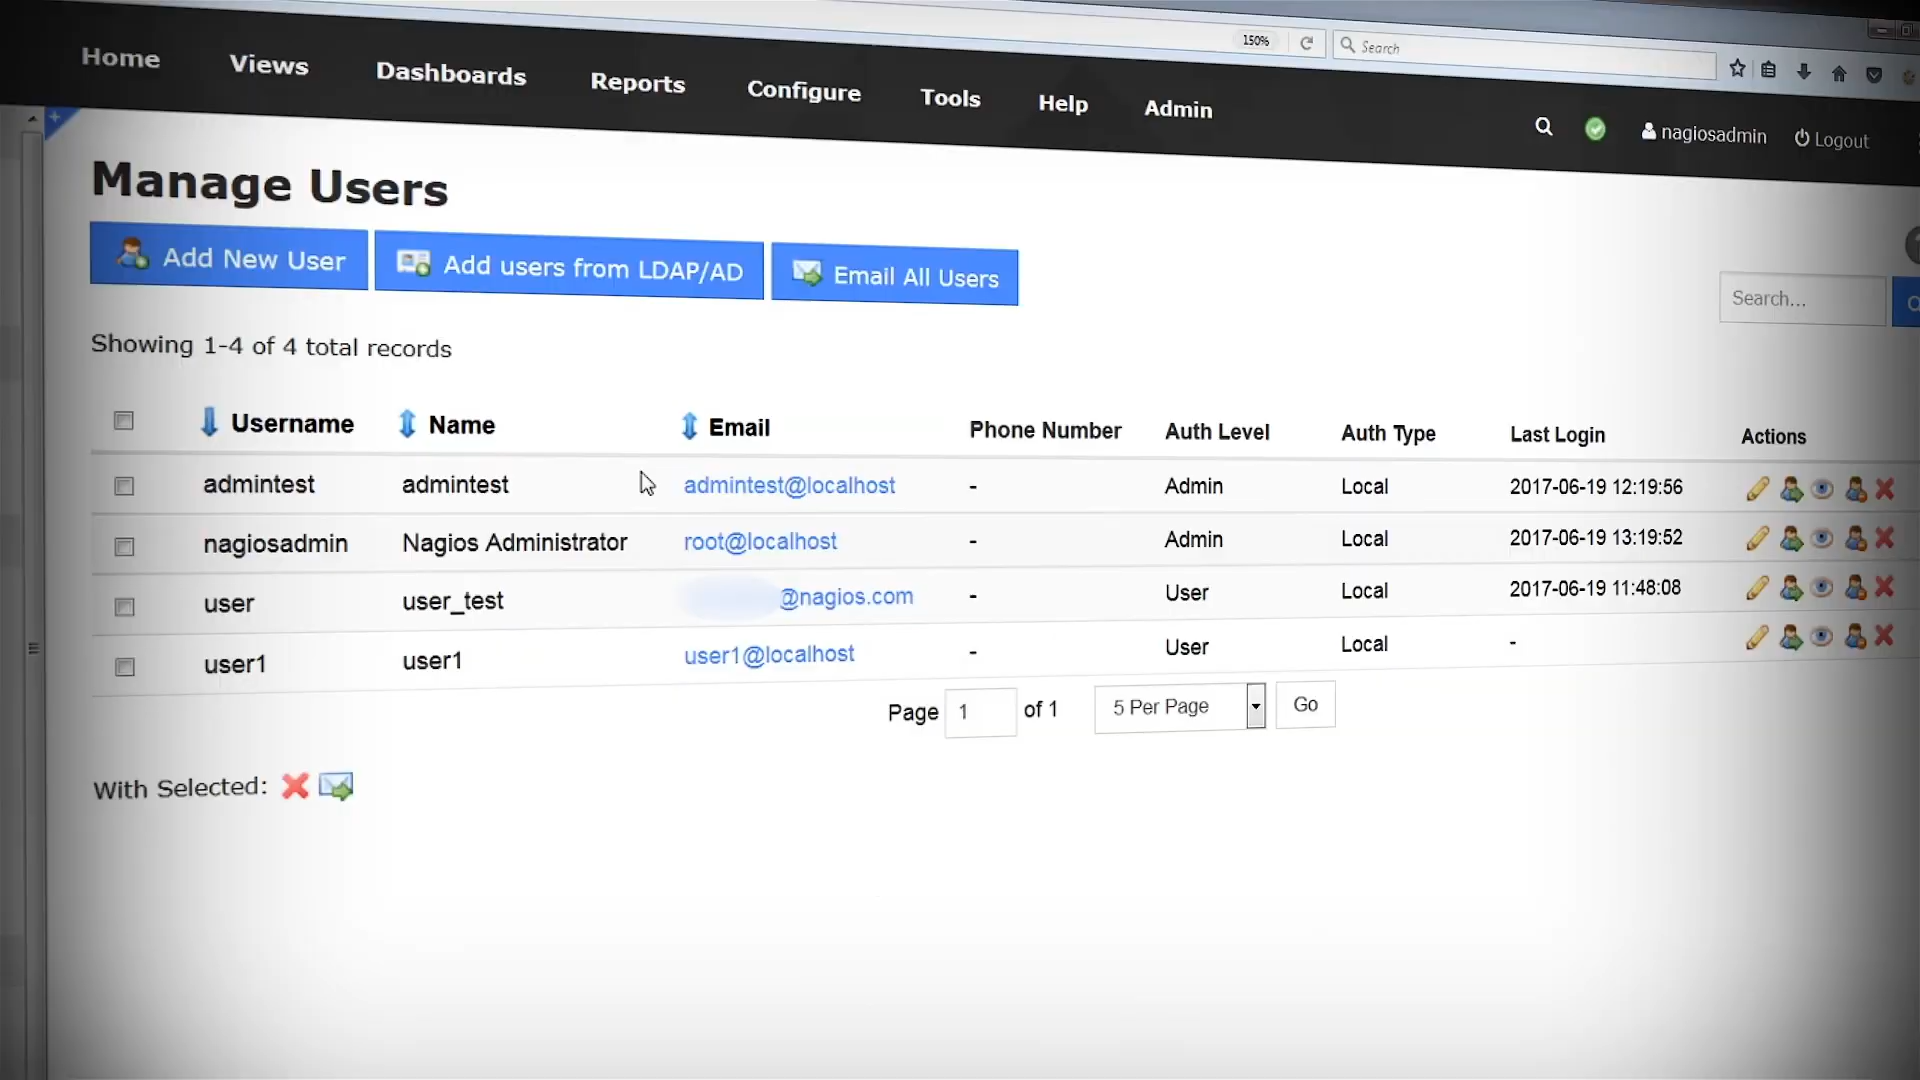 150% Search
Home Views Dashboards Reports Configure Tools Help Admin
nagiosadmin Logout
Manage Users
Add New User Add users from LDAP/AD Email All Users
Search...
Showing 1-4 of 4 total records
Username Name Email Phone Number Auth Level Auth Type Last Login Actions
admintest admintest admintest@localhost - Admin Local 2017-06-19 12:19:56
nagiosadmin Nagios Administrator root@localhost - Admin Local 2017-06-19 13:19:52
user user_test @nagios.com - User Local 2017-06-19 11:48:08
user1 user1 user1@localhost - User Local -
Page 1 of 1 5 Per Page Go
With Selected: